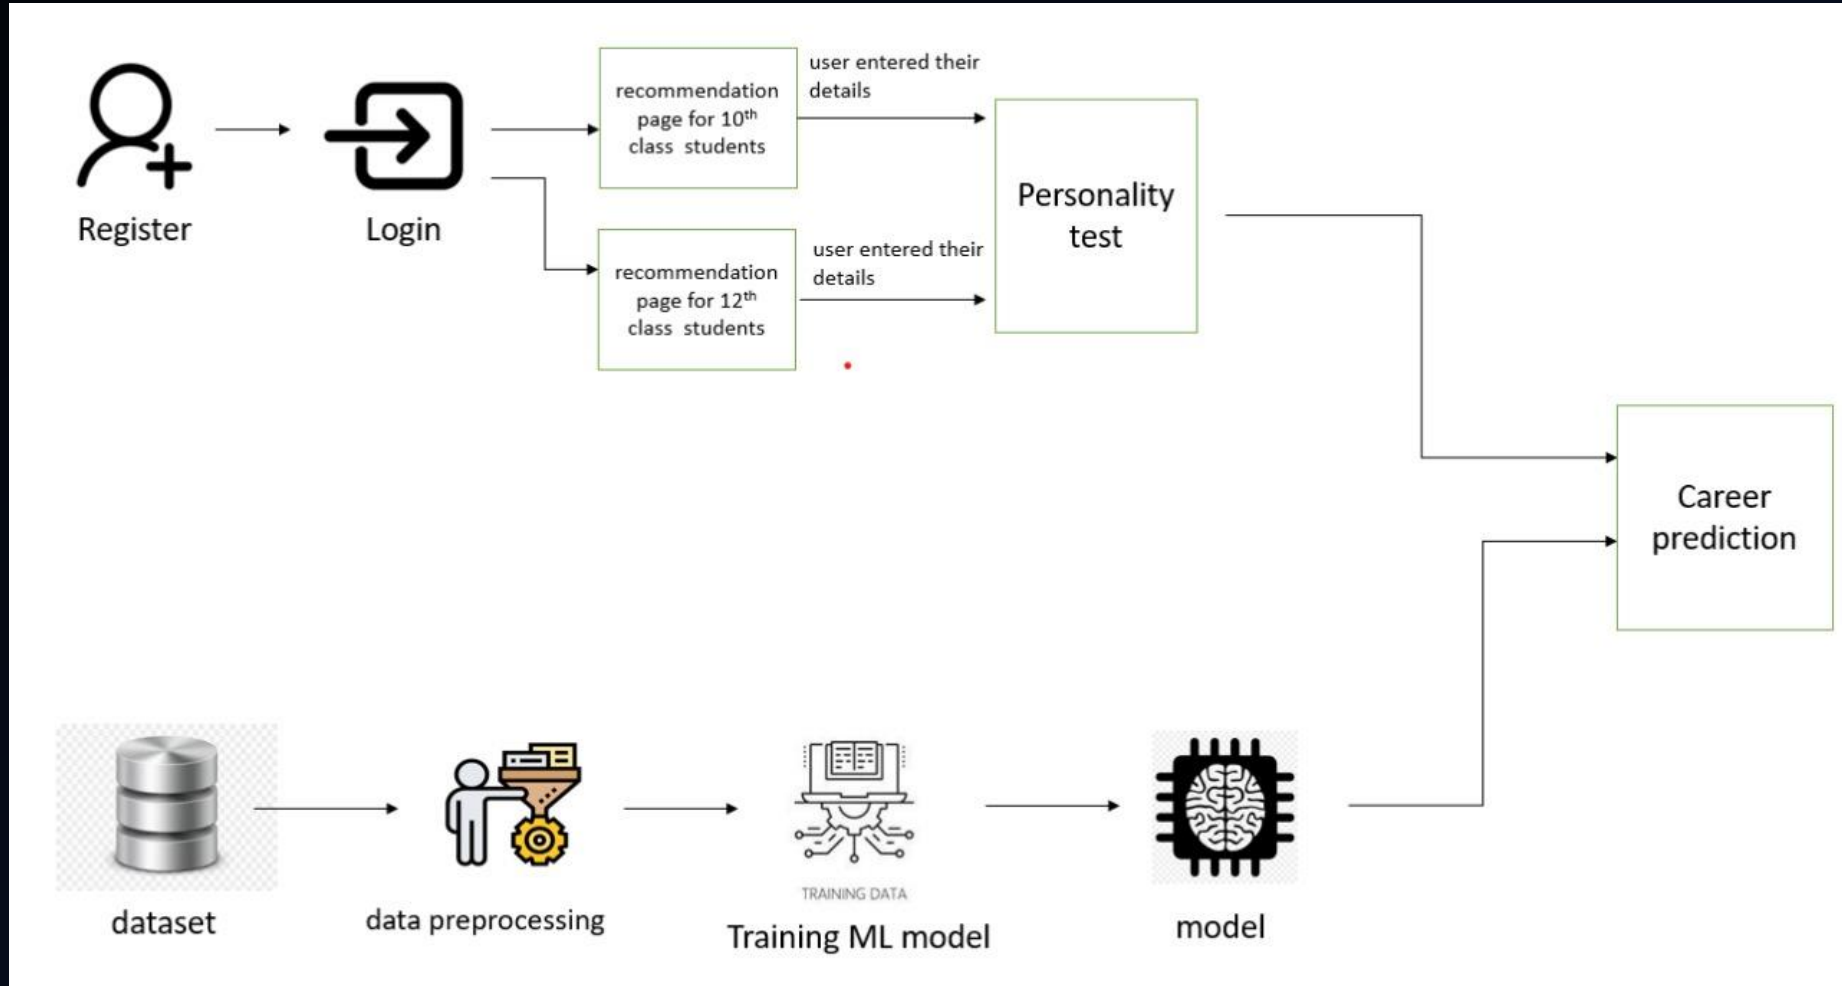 Register
Login
recommendation
page for 10th
class students
user entered their
details
recommendation
page for 12th
class students
user entered their
details
Personality
test
Career
prediction
dataset
data preprocessing
TRAINING DATA
Training ML model
model